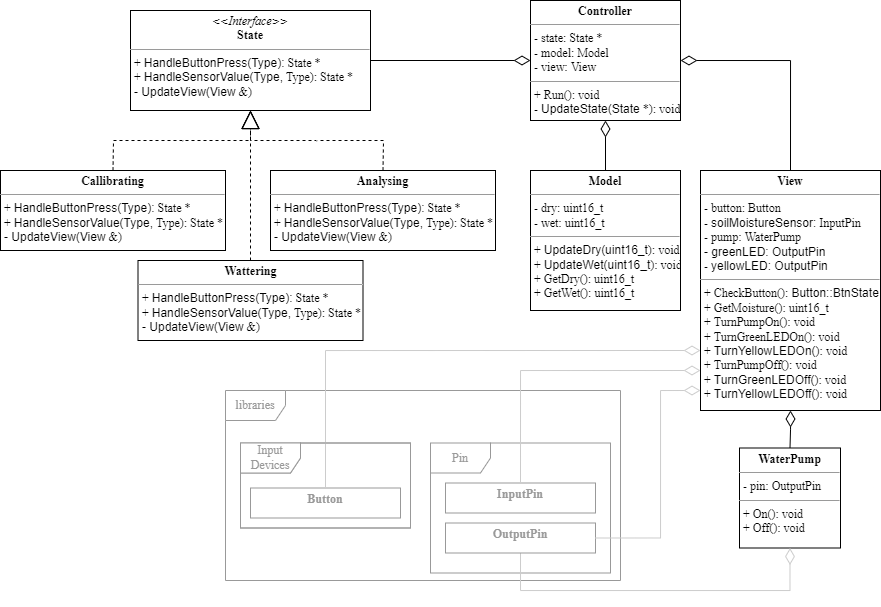 <<Interface>>
State
+ HandleButtonPress(Type): State *
+ HandleSensorValue(Type, Type): State *
- UpdateView(View &)
Controller
- state: State *
- model: Model
- view: View
+ Run(): void
- UpdateState(State *): void
Callibrating
+ HandleButtonPress(Type): State *
+ HandleSensorValue(Type, Type): State *
- UpdateView(View &)
Analysing
+ HandleButtonPress(Type): State *
+ HandleSensorValue(Type, Type): State *
- UpdateView(View &)
Wattering
+ HandleButtonPress(Type): State *
+ HandleSensorValue(Type, Type): State *
- UpdateView(View &)
Model
- dry: uint16_t
- wet: uint16_t
+ UpdateDry(uint16_t): void
+ UpdateWet(uint16_t): void
+ GetDry(): uint16_t
+ GetWet(): uint16_t
View
- button: Button
- soilMoistureSensor: InputPin
- pump: WaterPump
- greenLED: OutputPin
- yellowLED: OutputPin
+ CheckButton(): Button::BtnState
+ GetMoisture(): uint16_t
+ TurnPumpOn(): void
+ TurnGreenLEDOn(): void
+ TurnYellowLEDOn(): void
+ TurnPumpOff(): void
+ TurnGreenLEDOff(): void
+ TurnYellowLEDOff(): void
libraries
Input
Devices
Button
Pin
InputPin
OutputPin
WaterPump
- pin: OutputPin
+ On(): void
+ Off(): void